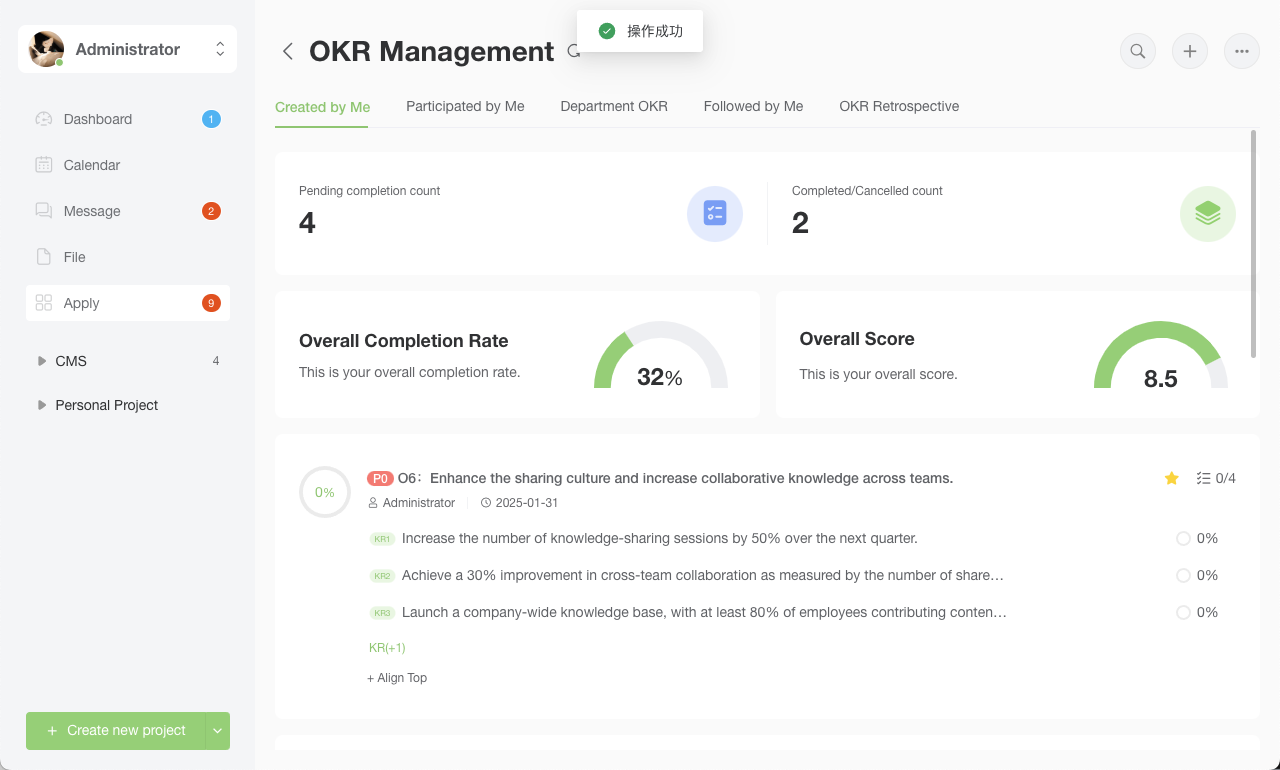 操作成功
Administrator
OKR Management
Dashboard 1
Calendar
Message 2
File
Apply 9
CMS 4
Personal Project
Create new project
Created by Me Participated by Me Department OKR Followed by Me OKR Retrospective
Pending completion count
4
Completed/Cancelled count
2
Overall Completion Rate
This is your overall completion rate.
32%
Overall Score
This is your overall score.
8.5
0%
P0 O6： Enhance the sharing culture and increase collaborative knowledge across teams. 0/4
Administrator 2025-01-31
KR1 Increase the number of knowledge-sharing sessions by 50% over the next quarter. 0%
KR2 Achieve a 30% improvement in cross-team collaboration as measured by the number of share… 0%
KR3 Launch a company-wide knowledge base, with at least 80% of employees contributing conten… 0%
KR(+1)
+ Align Top